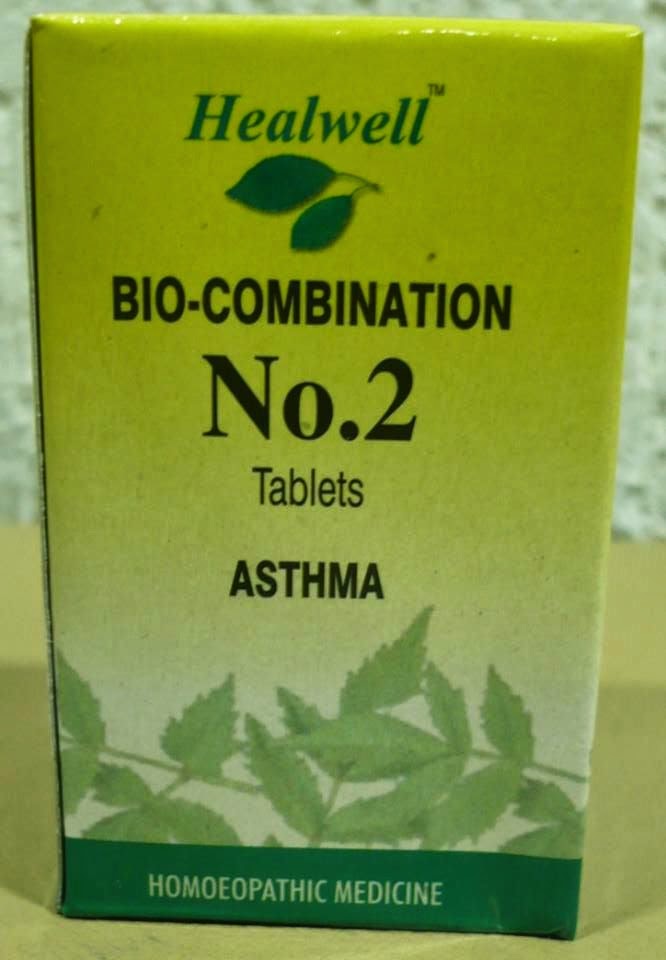 Healwell™
BIO-COMBINATION
No.2
Tablets
ASTHMA
HOMOEOPATHIC MEDICINE